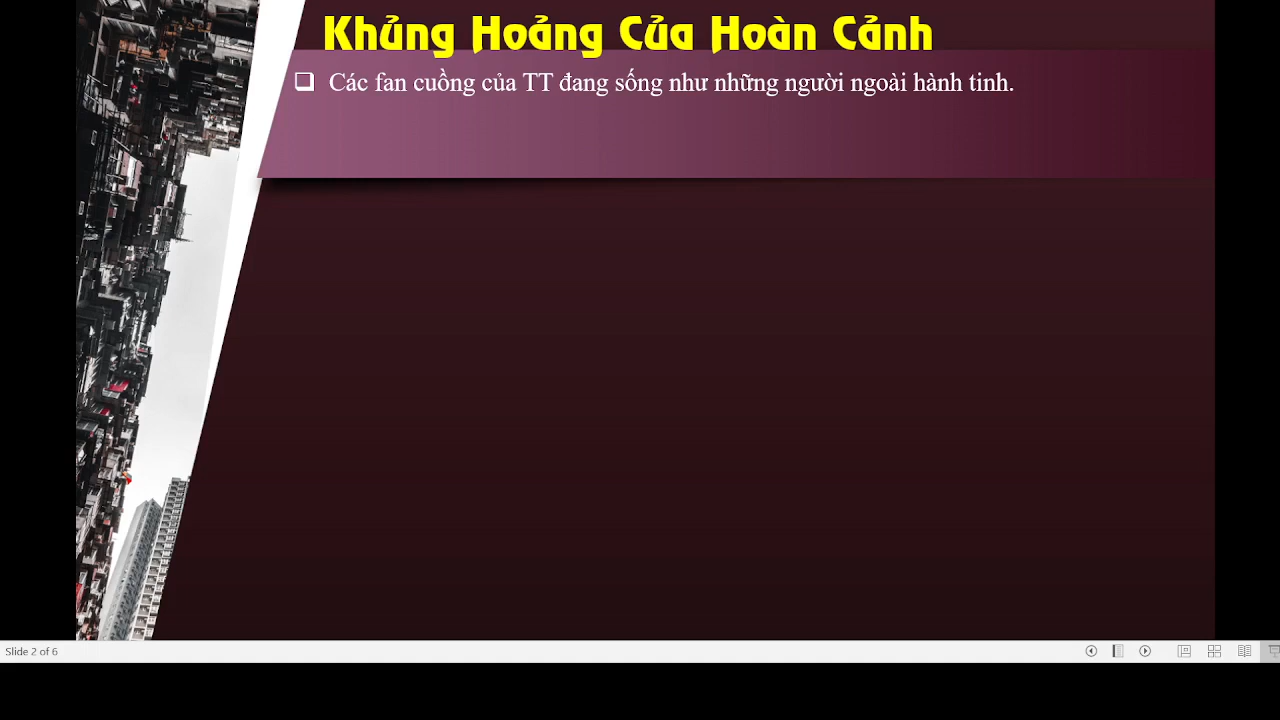 Khủng Hoảng Của Hoàn Cảnh
Các fan cuồng của TT đang sống như những người ngoài hành tinh.
Slide 2 of 6